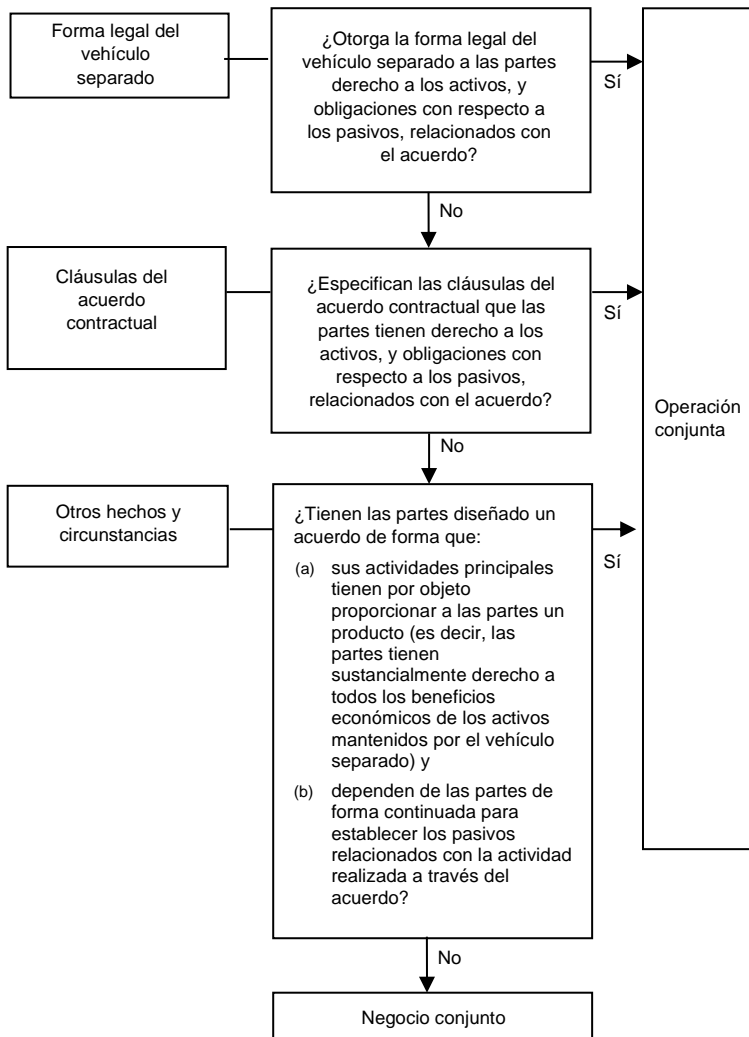 Forma legal del
vehículo
separado
¿Otorga la forma legal del
vehículo separado a las partes
derecho a los activos, y
obligaciones con respecto a
los pasivos, relacionados con
el acuerdo?
Sí
No
Cláusulas del
acuerdo
contractual
¿Especifican las cláusulas del
acuerdo contractual que las
partes tienen derecho a los
activos, y obligaciones con
respecto a los pasivos,
relacionados con el acuerdo?
Sí
Operación
conjunta
No
Otros hechos y
circunstancias
¿Tienen las partes diseñado un
acuerdo de forma que:
(a) sus actividades principales
tienen por objeto
proporcionar a las partes un
producto (es decir, las
partes tienen
sustancialmente derecho a
todos los beneficios
económicos de los activos
mantenidos por el vehículo
separado) y
(b) dependen de las partes de
forma continuada para
establecer los pasivos
relacionados con la actividad
realizada a través del
acuerdo?
Sí
No
Negocio conjunto